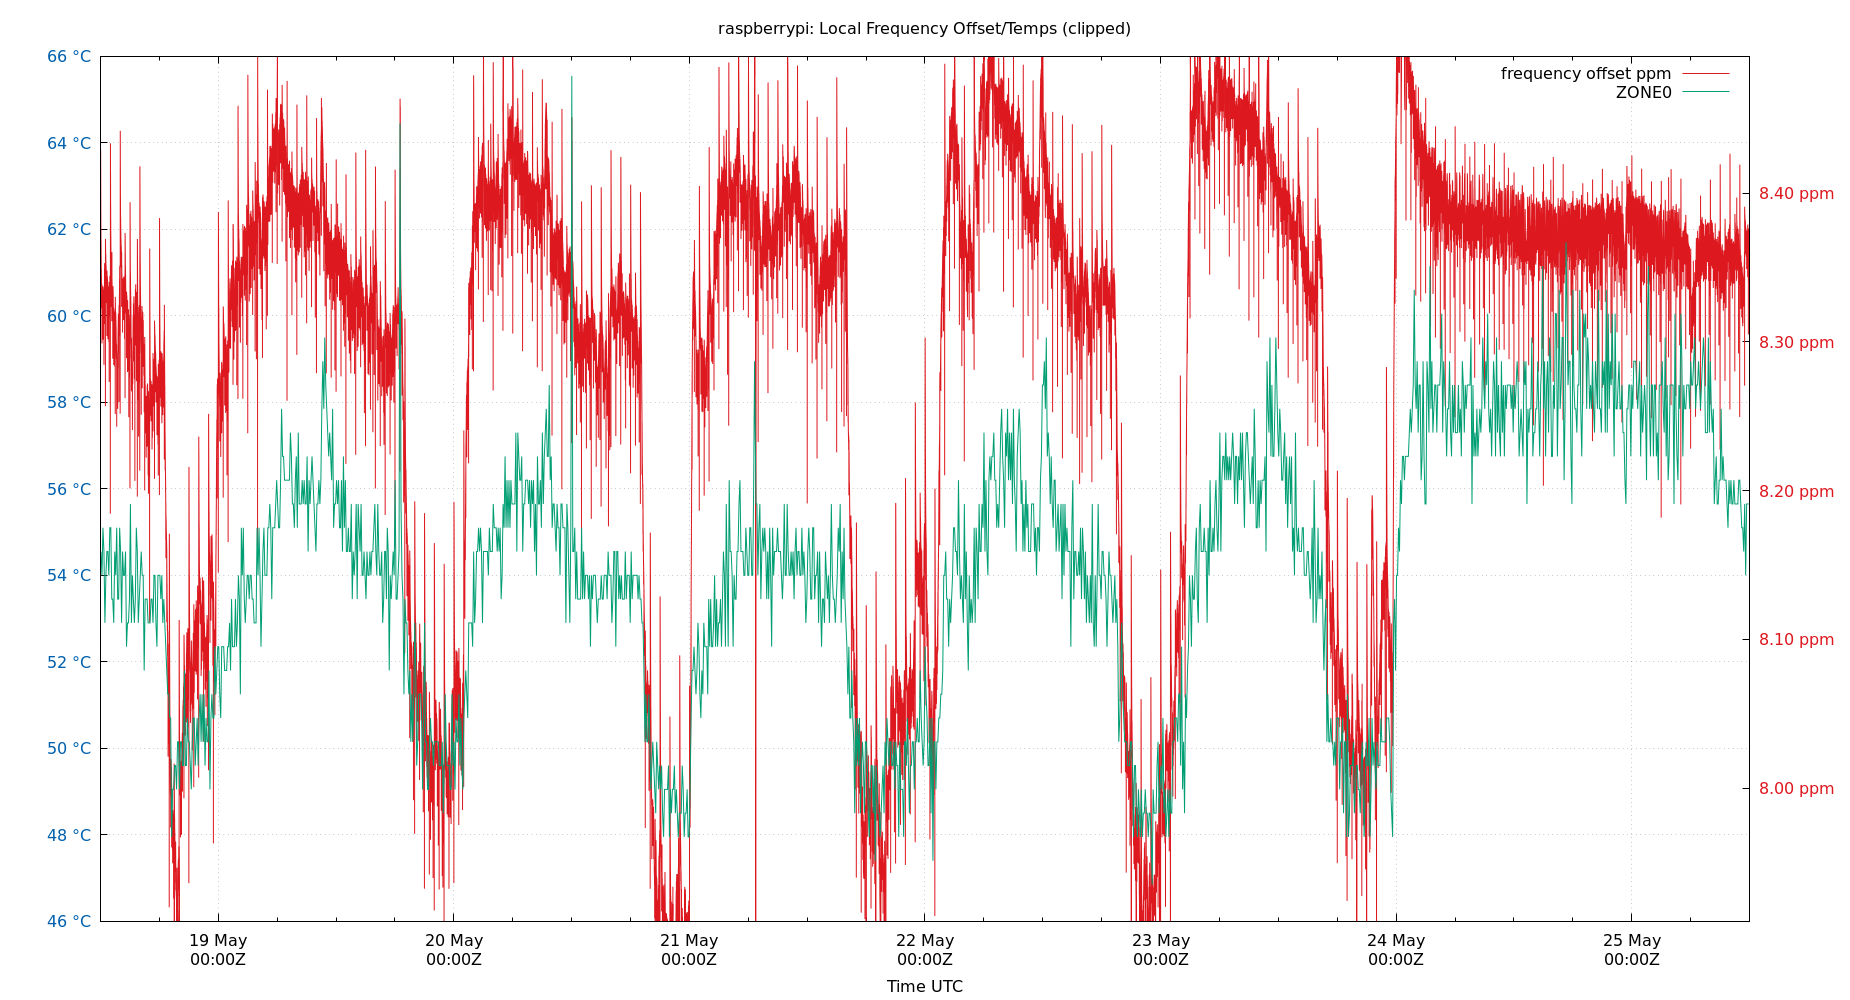 raspberrypi: Local Frequency Offset/Temps (clipped)
66 °C
64 °C
62 °C
60 °C
58 °C
56 °C
54 °C
52 °C
50 °C
48 °C
46 °C
frequency offset ppm
ZONE0
8.40 ppm
8.30 ppm
8.20 ppm
8.10 ppm
8.00 ppm
19 May
00:00Z
20 May
00:00Z
21 May
00:00Z
22 May
00:00Z
23 May
00:00Z
24 May
00:00Z
25 May
00:00Z
Time UTC